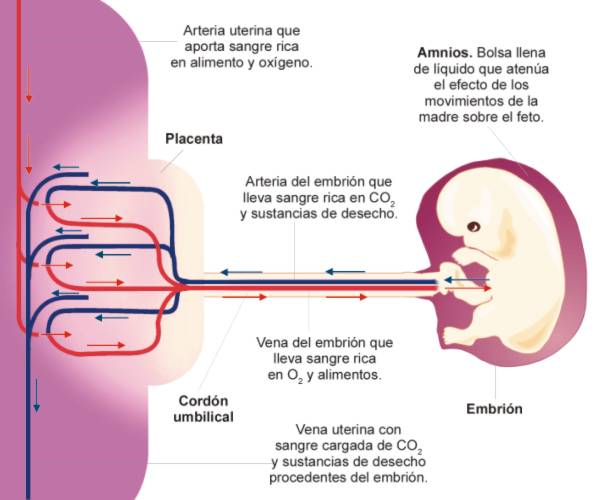 Arteria uterina que
aporta sangre rica
en alimento y oxígeno.
Amnios. Bolsa llena
de líquido que atenúa
el efecto de los
movimientos de la
madre sobre el feto.
Placenta
Arteria del embrión que
lleva sangre rica en CO2
y sustancias de desecho.
Vena del embrión que
lleva sangre rica
en O2 y alimentos.
Cordón
umbilical
Embrión
Vena uterina con
sangre cargada de CO2
y sustancias de desecho
procedentes del embrión.